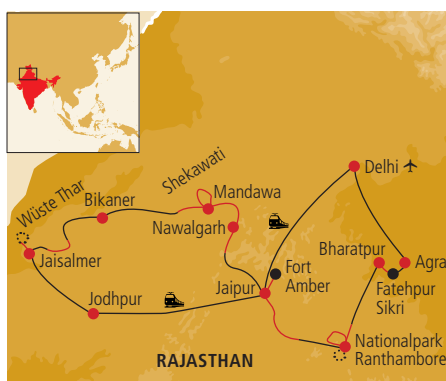 Delhi
Shekawati
Mandawa
Wüste Thar
Bikaner
Nawalgarh
Bharatpur
Agra
Jaisalmer
Fort
Amber
Fatehpur
Sikri
Jaipur
Jodhpur
Nationalpark
Ranthambore
RAJASTHAN